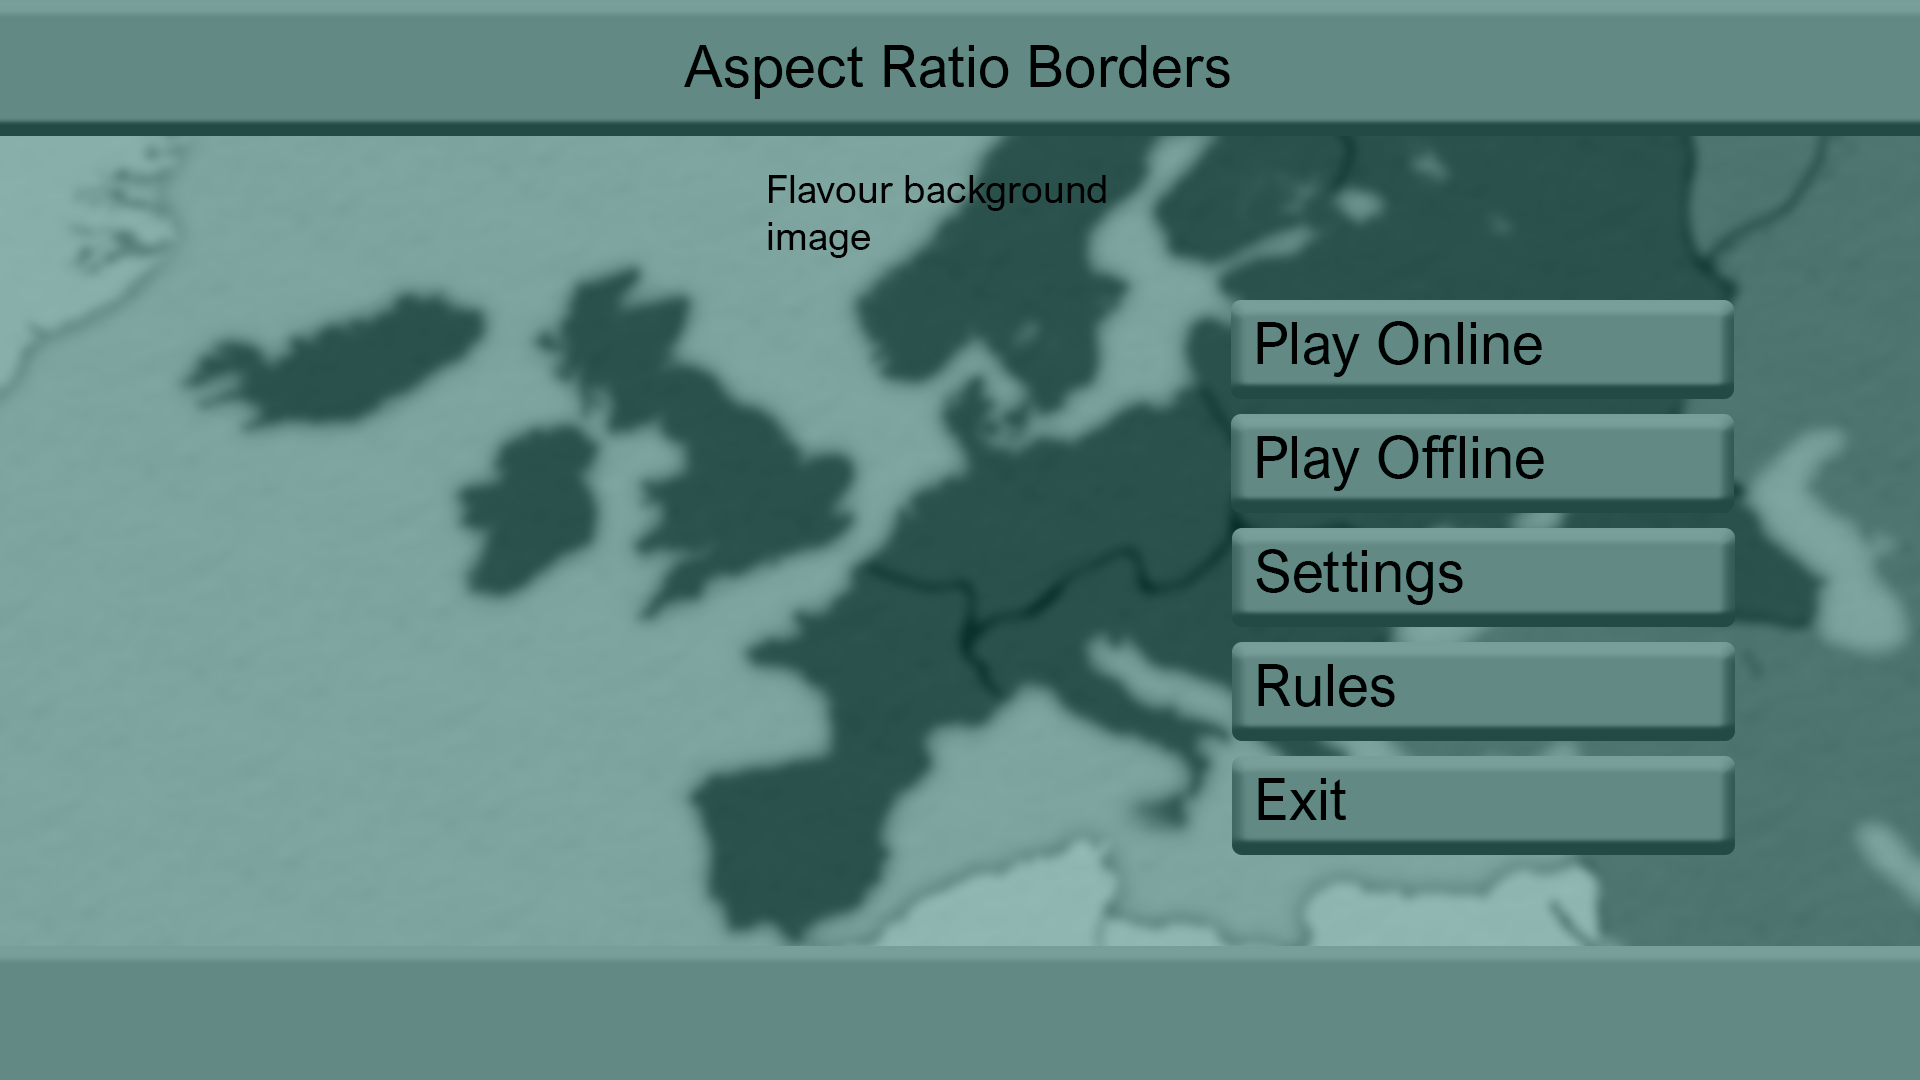 Aspect Ratio Borders
Flavour background
image
Play Online
Play Offline
Settings
Rules
Exit